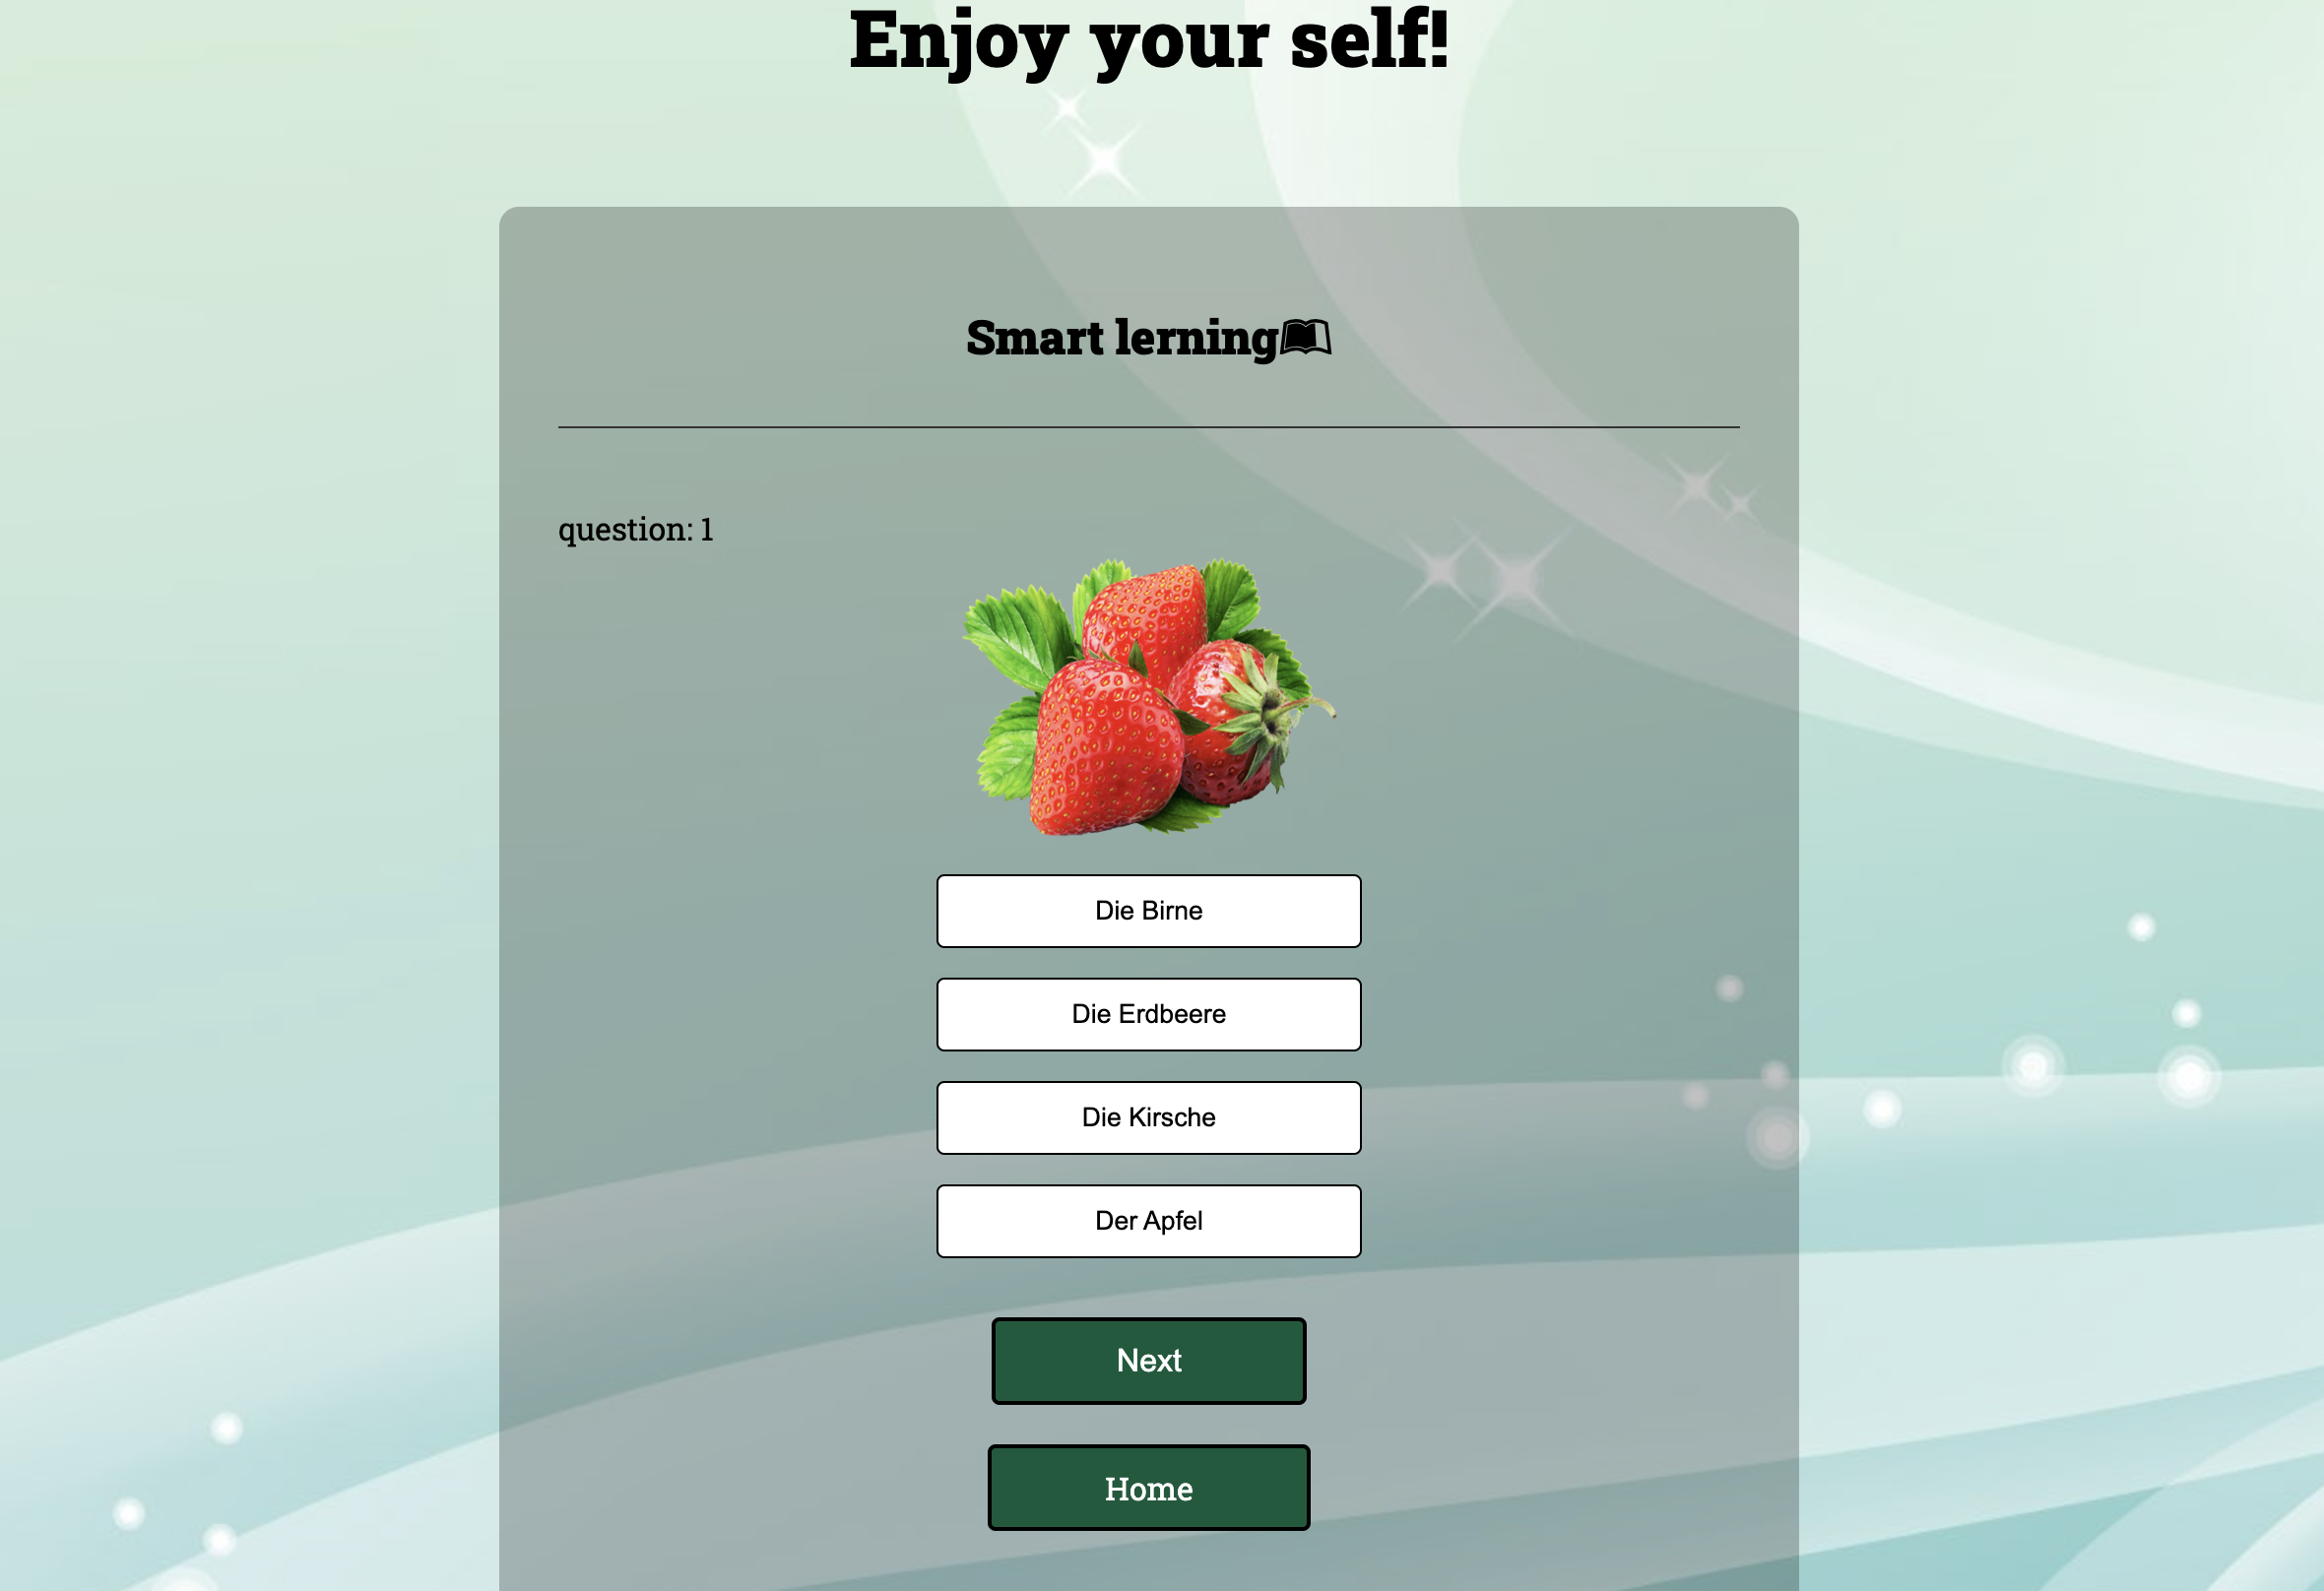 Enjoy your self!
Smart lerning
question: 1
Die Birne
Die Erdbeere
Die Kirsche
Der Apfel
Next
Home